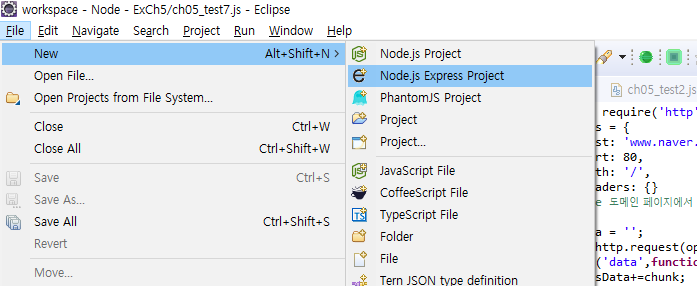 workspace - Node - ExCh5/ch05_test7.js - Eclipse
File Edit Navigate Search Project Run Window Help
New Alt+Shift+N
Open File...
Open Projects from File System...
Close Ctrl+W
Close All Ctrl+Shift+W
Save Ctrl+S
Save As...
Save All Ctrl+Shift+S
Revert
Move...
Node.js Project
Node.js Express Project
PhantomJS Project
Project
Project...
JavaScript File
CoffeeScript File
TypeScript File
Folder
File
Tern JSON type definition
ch05_test2.js
require('http'
s = {
st: 'www.naver.
rt: 80,
th: '/',
aders: {}
e 도메인 페이지에서
a = '';
http.request(op
('data',functio
sData+=chunk;